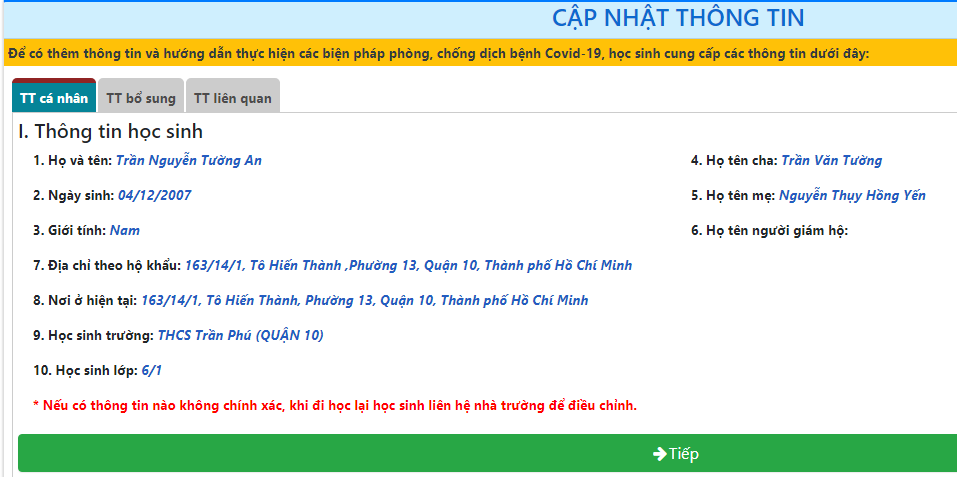 CẬP NHẬT THÔNG TIN
Để có thêm thông tin và hướng dẫn thực hiện các biện pháp phòng, chống dịch bệnh Covid-19, học sinh cung cấp các thông tin dưới đây:
TT cá nhân TT bổ sung TT liên quan
I. Thông tin học sinh
1. Họ và tên: Trần Nguyễn Tường An
4. Họ tên cha: Trần Văn Tường
2. Ngày sinh: 04/12/2007
5. Họ tên mẹ: Nguyễn Thụy Hồng Yến
3. Giới tính: Nam
6. Họ tên người giám hộ:
7. Địa chỉ theo hộ khẩu: 163/14/1, Tô Hiến Thành ,Phường 13, Quận 10, Thành phố Hồ Chí Minh
8. Nơi ở hiện tại: 163/14/1, Tô Hiến Thành, Phường 13, Quận 10, Thành phố Hồ Chí Minh
9. Học sinh trường: THCS Trần Phú (QUẬN 10)
10. Học sinh lớp: 6/1
* Nếu có thông tin nào không chính xác, khi đi học lại học sinh liên hệ nhà trường để điều chỉnh.
Tiếp